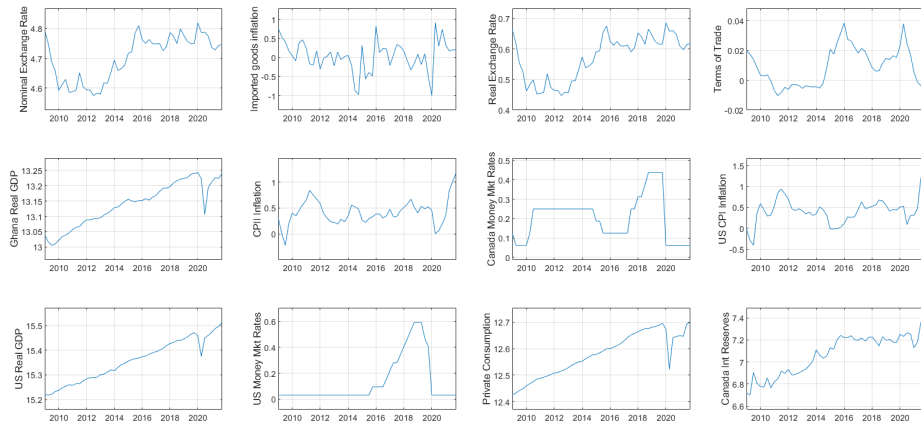 Nominal Exchange Rate
4.8
4.7
4.6
2010 2012 2014 2016 2018 2020
Imported goods inflation
1
0.5
0
-0.5
-1
2010 2012 2014 2016 2018 2020
Real Exchange Rate
0.7
0.6
0.5
0.4
2010 2012 2014 2016 2018 2020
Terms of Trade
0.04
0.02
0
-0.02
2010 2012 2014 2016 2018 2020
Ghana Real GDP
13.25
13.2
13.15
13.1
13.05
13
2010 2012 2014 2016 2018 2020
CPI Inflation
1
0.5
0
2010 2012 2014 2016 2018 2020
Canada Money Mkt Rates
0.5
0.4
0.3
0.2
0.1
0
2010 2012 2014 2016 2018 2020
US CPI Inflation
1.5
1
0.5
0
-0.5
2010 2012 2014 2016 2018 2020
US Real GDP
15.5
15.4
15.3
15.2
2010 2012 2014 2016 2018 2020
US Money Mkt Rates
0.6
0.4
0.2
0
2010 2012 2014 2016 2018 2020
Private Consumption
12.7
12.6
12.5
12.4
2010 2012 2014 2016 2018 2020
Canada Int Reserves
7.4
7.2
7
6.8
6.6
2010 2012 2014 2016 2018 2020